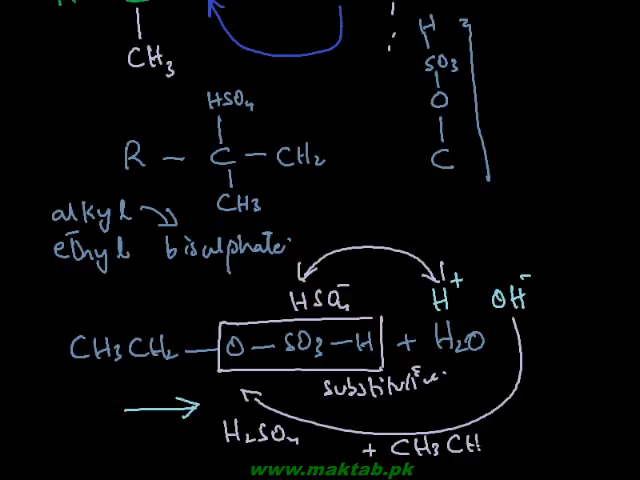 CH3
H
SO3
O
C
HSO4
R — C — CH2
CH3
alkyl
ethyl bisulphate
HSO4⁻ H⁺ OH⁻
CH3CH2 — O — SO3 — H + H2O
H2SO4
+ CH3CH
www.maktab.pk